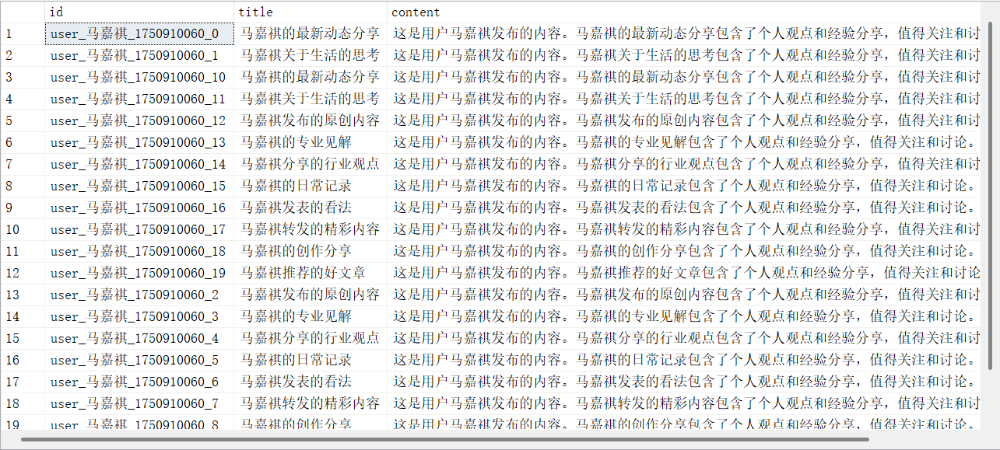 id title content
1 user_马嘉祺_1750910060_0 马嘉祺的最新动态分享 这是用户马嘉祺发布的内容。马嘉祺的最新动态分享包含了个人观点和经验分享，值得关注和讨
2 user_马嘉祺_1750910060_1 马嘉祺关于生活的思考 这是用户马嘉祺发布的内容。马嘉祺关于生活的思考包含了个人观点和经验分享，值得关注和讨
3 user_马嘉祺_1750910060_10 马嘉祺的最新动态分享 这是用户马嘉祺发布的内容。马嘉祺的最新动态分享包含了个人观点和经验分享，值得关注和讨
4 user_马嘉祺_1750910060_11 马嘉祺关于生活的思考 这是用户马嘉祺发布的内容。马嘉祺关于生活的思考包含了个人观点和经验分享，值得关注和讨
5 user_马嘉祺_1750910060_12 马嘉祺发布的原创内容 这是用户马嘉祺发布的内容。马嘉祺发布的原创内容包含了个人观点和经验分享，值得关注和讨
6 user_马嘉祺_1750910060_13 马嘉祺的专业见解 这是用户马嘉祺发布的内容。马嘉祺的专业见解包含了个人观点和经验分享，值得关注和讨论。
7 user_马嘉祺_1750910060_14 马嘉祺分享的行业观点 这是用户马嘉祺发布的内容。马嘉祺分享的行业观点包含了个人观点和经验分享，值得关注和讨
8 user_马嘉祺_1750910060_15 马嘉祺的日常记录 这是用户马嘉祺发布的内容。马嘉祺的日常记录包含了个人观点和经验分享，值得关注和讨论。
9 user_马嘉祺_1750910060_16 马嘉祺发表的看法 这是用户马嘉祺发布的内容。马嘉祺发表的看法包含了个人观点和经验分享，值得关注和讨论。
10 user_马嘉祺_1750910060_17 马嘉祺转发的精彩内容 这是用户马嘉祺发布的内容。马嘉祺转发的精彩内容包含了个人观点和经验分享，值得关注和讨
11 user_马嘉祺_1750910060_18 马嘉祺的创作分享 这是用户马嘉祺发布的内容。马嘉祺的创作分享包含了个人观点和经验分享，值得关注和讨论。
12 user_马嘉祺_1750910060_19 马嘉祺推荐的好文章 这是用户马嘉祺发布的内容。马嘉祺推荐的好文章包含了个人观点和经验分享，值得关注和讨论
13 user_马嘉祺_1750910060_2 马嘉祺发布的原创内容 这是用户马嘉祺发布的内容。马嘉祺发布的原创内容包含了个人观点和经验分享，值得关注和讨
14 user_马嘉祺_1750910060_3 马嘉祺的专业见解 这是用户马嘉祺发布的内容。马嘉祺的专业见解包含了个人观点和经验分享，值得关注和讨论。
15 user_马嘉祺_1750910060_4 马嘉祺分享的行业观点 这是用户马嘉祺发布的内容。马嘉祺分享的行业观点包含了个人观点和经验分享，值得关注和讨
16 user_马嘉祺_1750910060_5 马嘉祺的日常记录 这是用户马嘉祺发布的内容。马嘉祺的日常记录包含了个人观点和经验分享，值得关注和讨论。
17 user_马嘉祺_1750910060_6 马嘉祺发表的看法 这是用户马嘉祺发布的内容。马嘉祺发表的看法包含了个人观点和经验分享，值得关注和讨论。
18 user_马嘉祺_1750910060_7 马嘉祺转发的精彩内容 这是用户马嘉祺发布的内容。马嘉祺转发的精彩内容包含了个人观点和经验分享，值得关注和讨
19 user_马嘉祺_1750910060_8 马嘉祺的创作分享 这是用户马嘉祺发布的内容。马嘉祺的创作分享包含了个人观点和经验分享，值得关注和讨论。